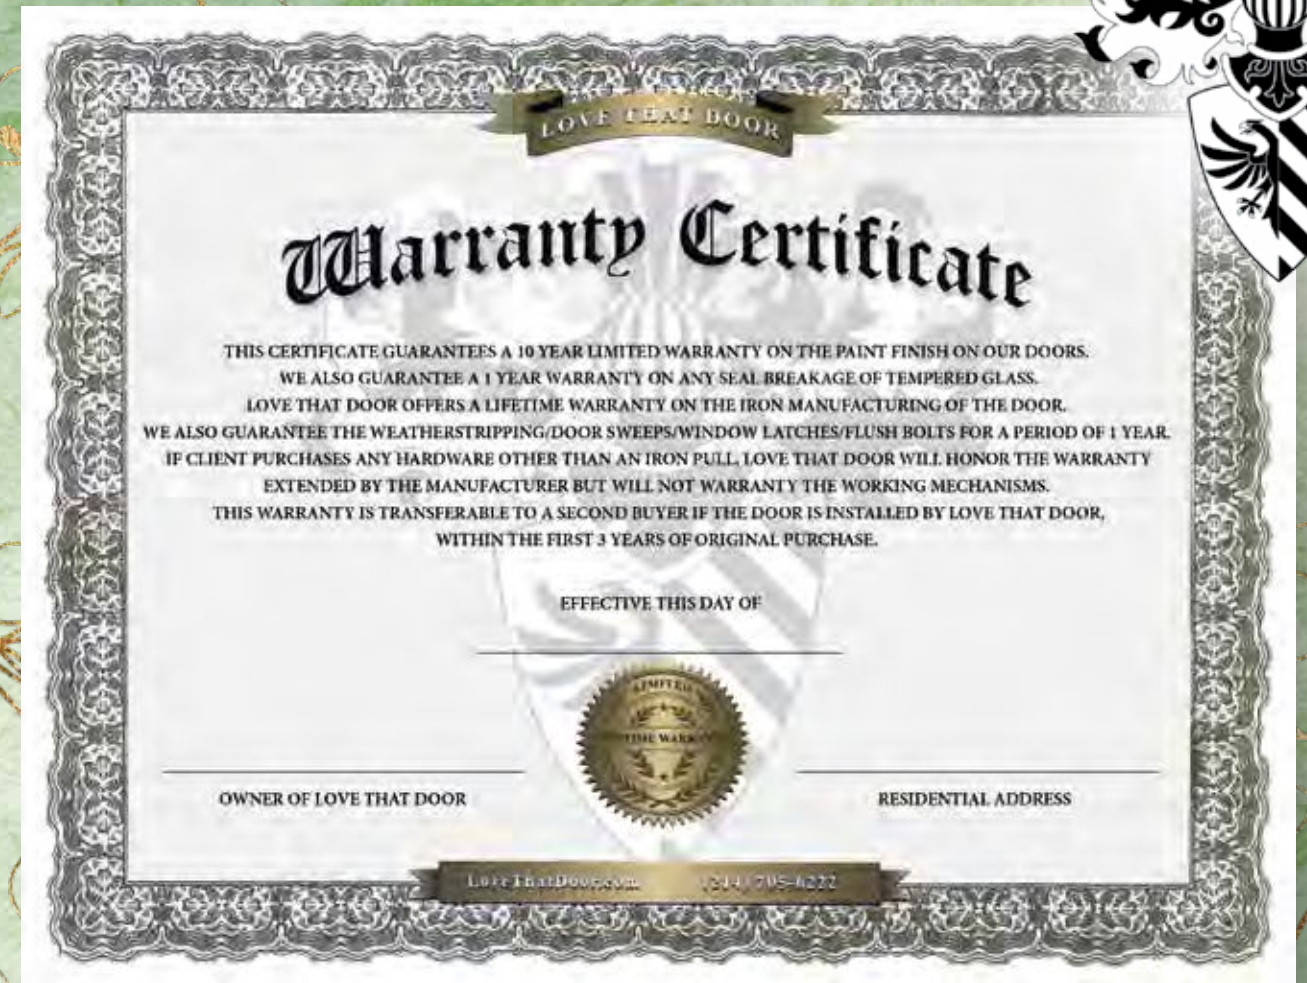 LOVE THAT DOOR
Warranty Certificate
THIS CERTIFICATE GUARANTEES A 10 YEAR LIMITED WARRANTY ON THE PAINT FINISH ON OUR DOORS.
WE ALSO GUARANTEE A 1 YEAR WARRANTY ON ANY SEAL BREAKAGE OF TEMPERED GLASS.
LOVE THAT DOOR OFFERS A LIFETIME WARRANTY ON THE IRON MANUFACTURING OF THE DOOR.
WE ALSO GUARANTEE THE WEATHERSTRIPPING/DOOR SWEEPS/WINDOW LATCHES/FLUSH BOLTS FOR A PERIOD OF 1 YEAR.
IF CLIENT PURCHASES ANY HARDWARE OTHER THAN AN IRON PULL, LOVE THAT DOOR WILL HONOR THE WARRANTY
EXTENDED BY THE MANUFACTURER BUT WILL NOT WARRANTY THE WORKING MECHANISMS.
THIS WARRANTY IS TRANSFERABLE TO A SECOND BUYER IF THE DOOR IS INSTALLED BY LOVE THAT DOOR,
WITHIN THE FIRST 3 YEARS OF ORIGINAL PURCHASE.
EFFECTIVE THIS DAY OF
LIMITED
OWNER OF LOVE THAT DOOR
RESIDENTIAL ADDRESS
LoveThatDoor.com